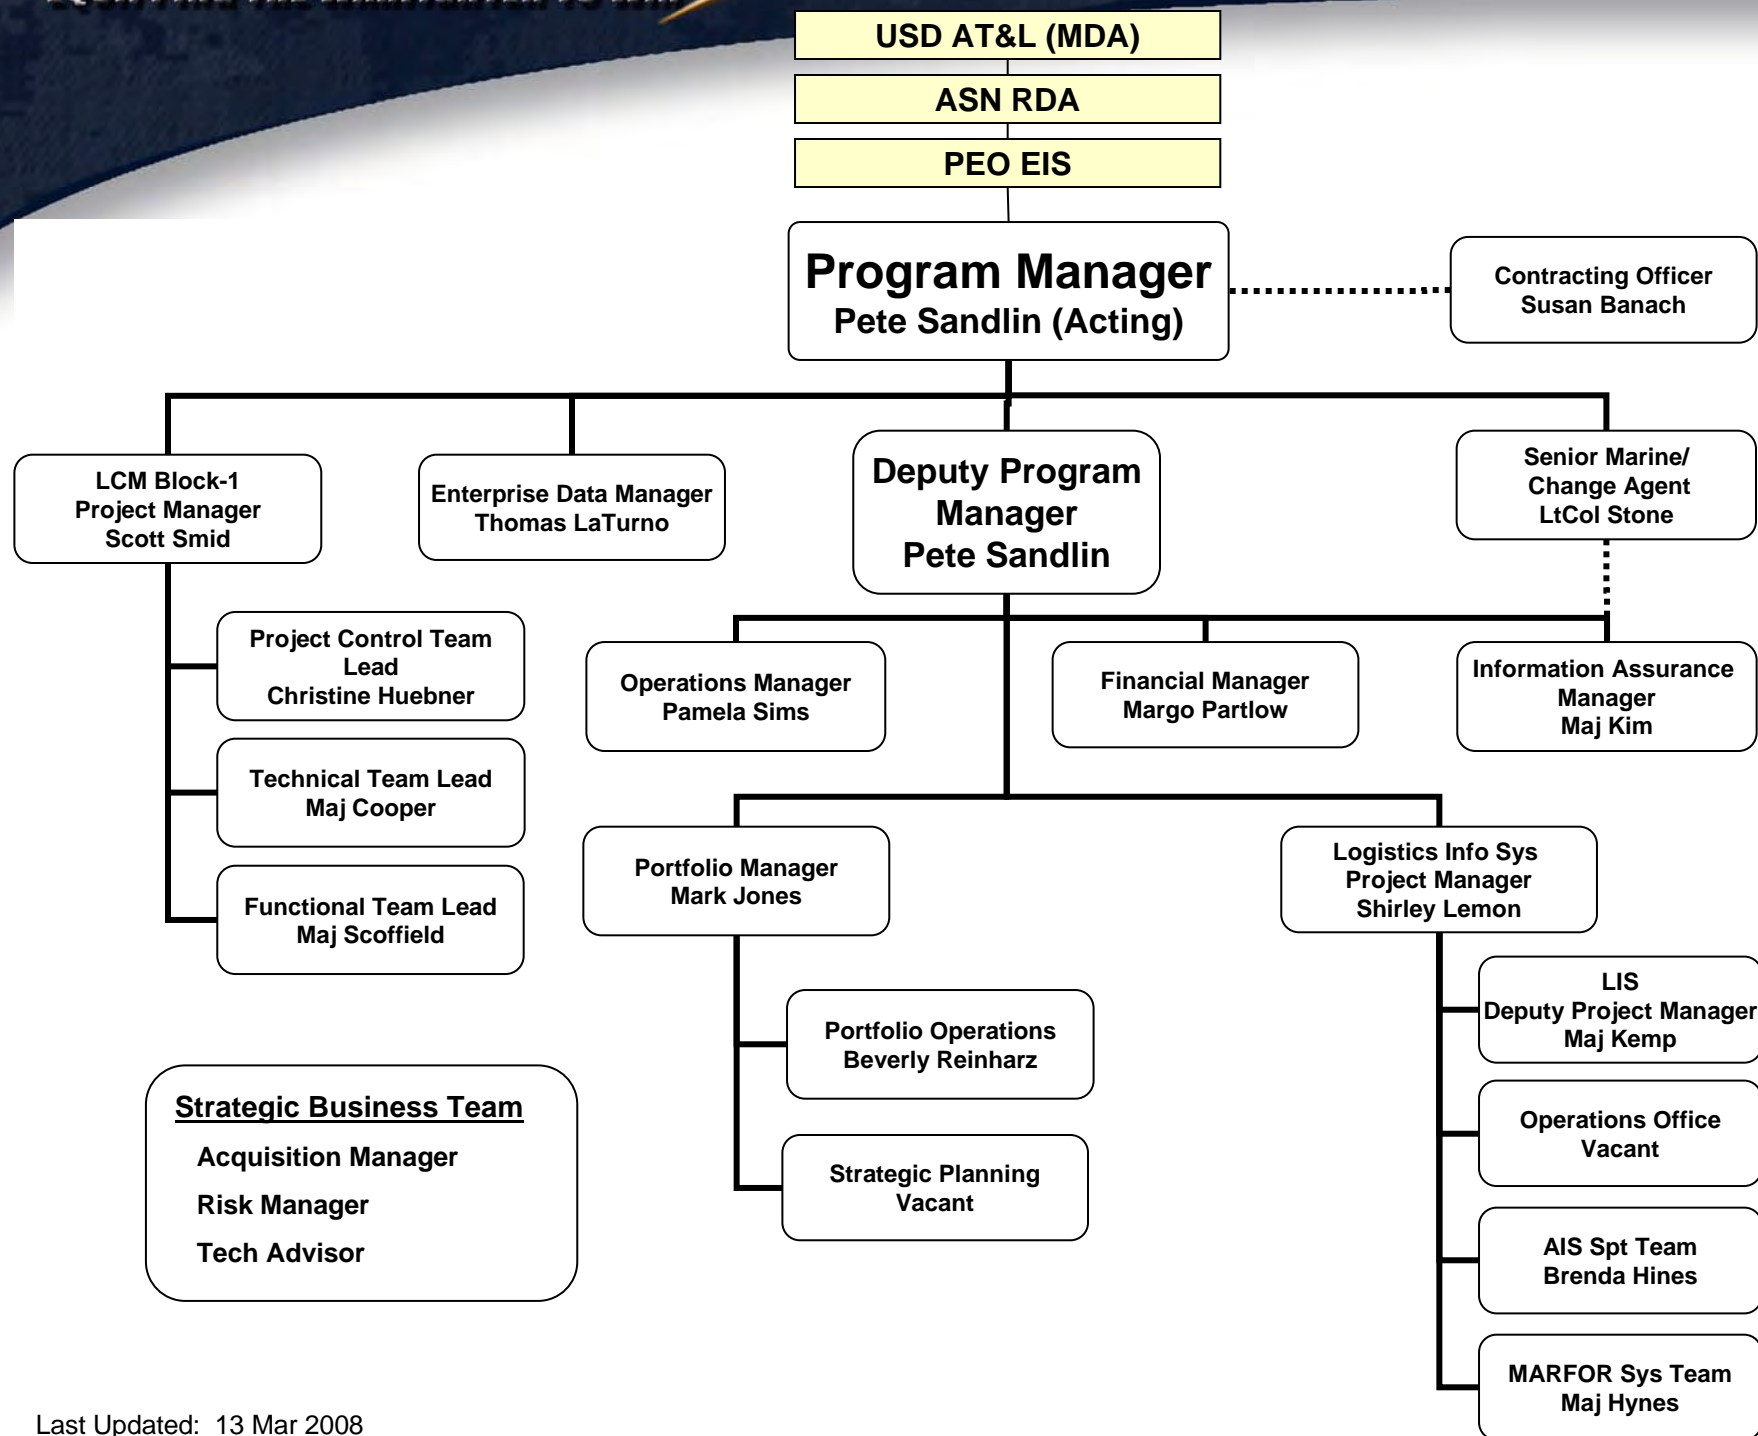 USD AT&L (MDA)
ASN RDA
PEO EIS
Program Manager
Pete Sandlin (Acting)
Contracting Officer
Susan Banach
LCM Block-1
Project Manager
Scott Smid
Enterprise Data Manager
Thomas LaTurno
Deputy Program
Manager
Pete Sandlin
Senior Marine/
Change Agent
LtCol Stone
Project Control Team
Lead
Christine Huebner
Technical Team Lead
Maj Cooper
Functional Team Lead
Maj Scoffield
Operations Manager
Pamela Sims
Financial Manager
Margo Partlow
Information Assurance
Manager
Maj Kim
Portfolio Manager
Mark Jones
Portfolio Operations
Beverly Reinharz
Strategic Planning
Vacant
Logistics Info Sys
Project Manager
Shirley Lemon
LIS
Deputy Project Manager
Maj Kemp
Operations Office
Vacant
AIS Spt Team
Brenda Hines
MARFOR Sys Team
Maj Hynes
Strategic Business Team
Acquisition Manager
Risk Manager
Tech Advisor
Last Updated: 13 Mar 2008